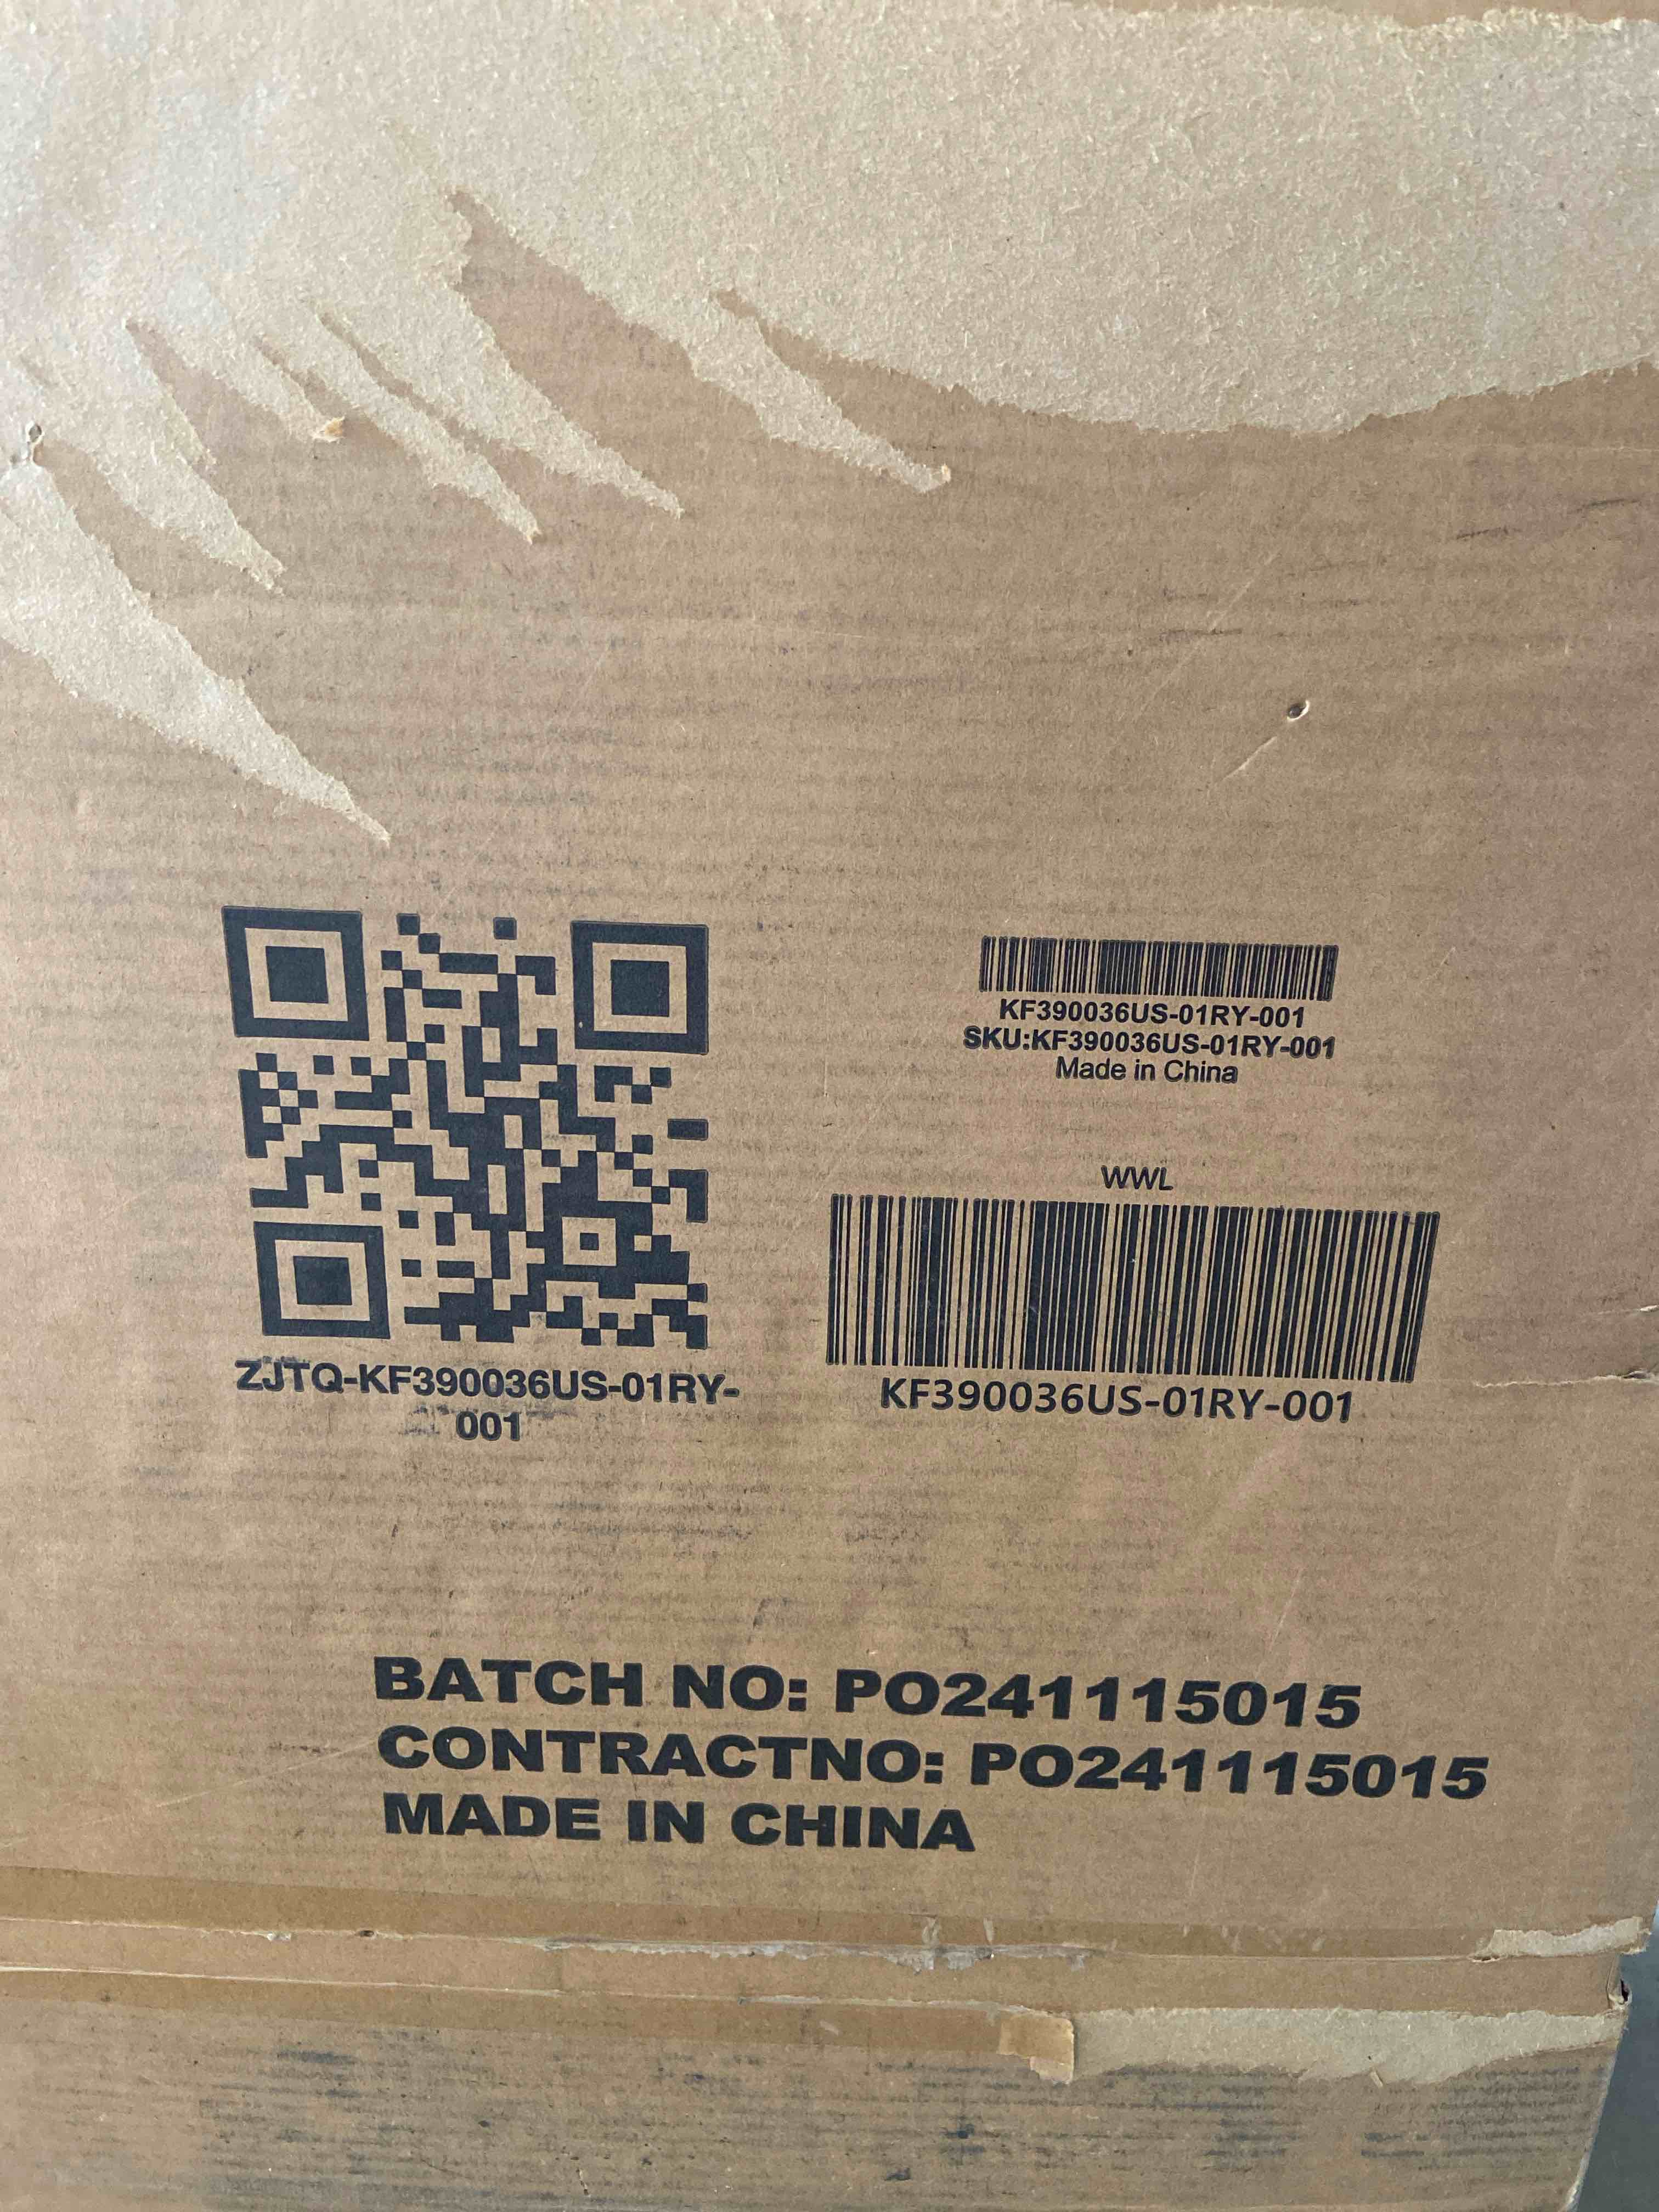 KF390036US-01RY-001
SKU:KF390036US-01RY-001
Made in China
WWL
KF390036US-01RY-001
ZJTQ-KF390036US-01RY-
001
BATCH NO: PO241115015
CONTRACTNO: PO241115015
MADE IN CHINA